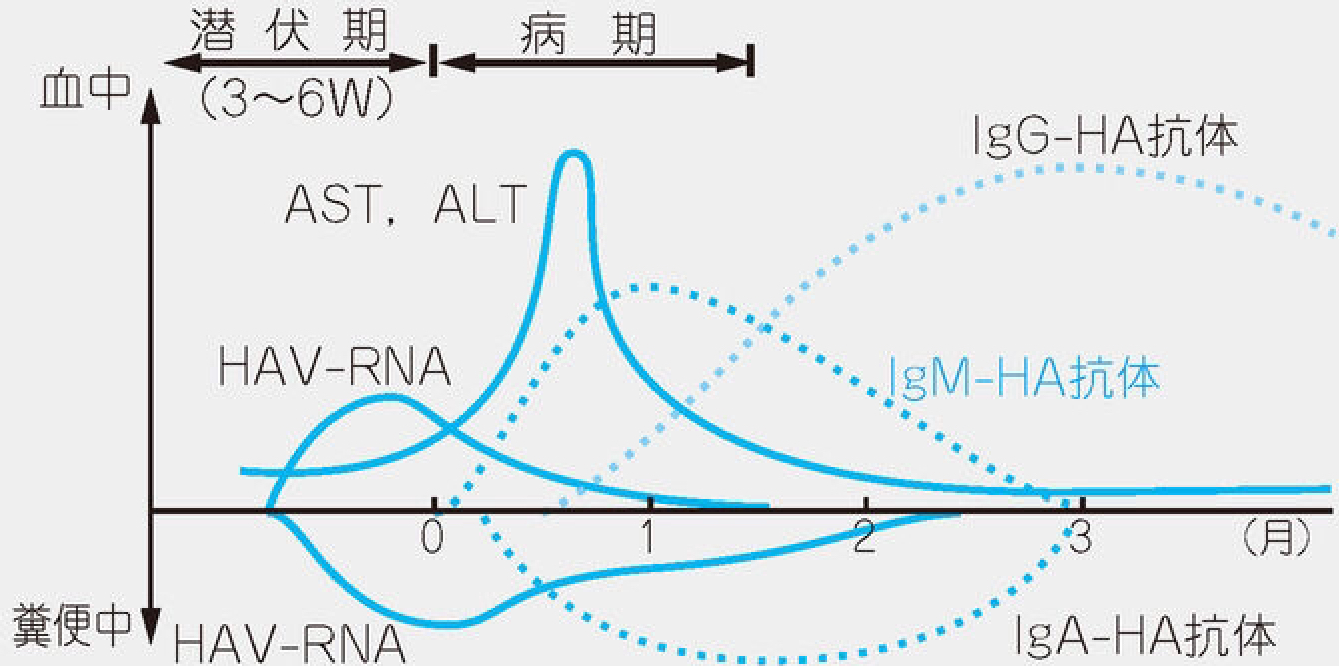 潜伏期
病期
血中
(3〜6W)
IgG-HA抗体
AST, ALT
HAV-RNA
IgM-HA抗体
0 1 2 3 (月)
糞便中
HAV-RNA
IgA-HA抗体